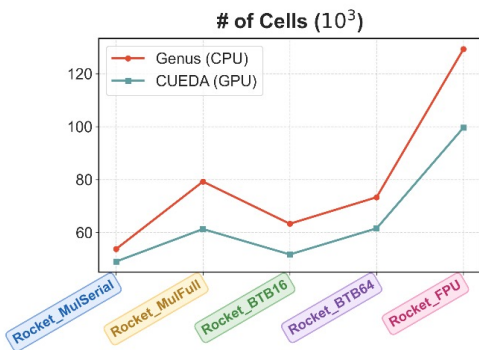 # of Cells (10³)
Genus (CPU)
CUEDA (GPU)
120
100
80
60
Rocket_MulSerial
Rocket_MulFull
Rocket_BTB16
Rocket_BTB64
Rocket_FPU